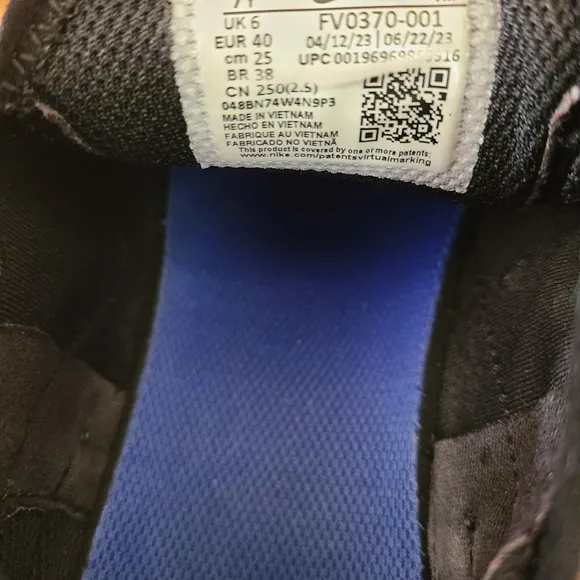 UK 6 FV0370-001
EUR 40 04/12/23 | 06/22/23
cm 25
BR 38
CN 250(2.5)
048BN74W4N9P3
MADE IN VIETNAM
HECHO EN VIETNAM
FABRIQUE AU VIETNAM
FABRICADO NO VIETNÃ
This product is covered by one or more patents:
www.nike.com/patentsvirtualmarking